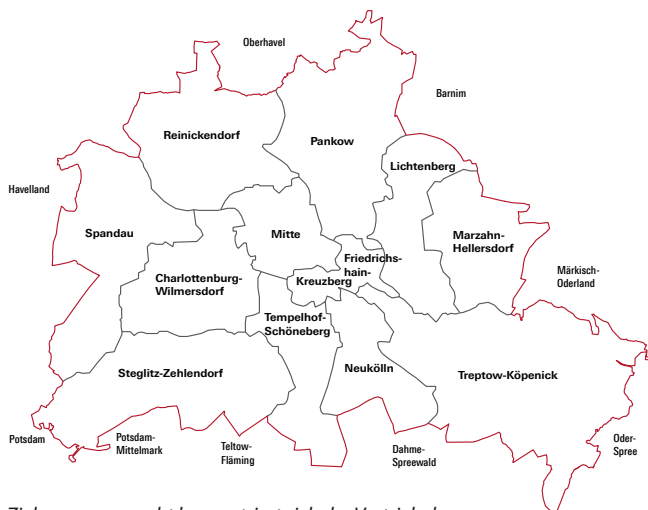 Oberhavel
Barnim
Reinickendorf
Pankow
Lichtenberg
Havelland
Spandau
Mitte
Marzahn-
Hellersdorf
Friedrichs-
hain-
Kreuzberg
Charlottenburg-
Wilmersdorf
Märkisch-
Oderland
Tempelhof-
Schöneberg
Steglitz-Zehlendorf
Neukölln
Treptow-Köpenick
Potsdam
Potsdam-
Mittelmark
Teltow-
Fläming
Dahme-
Spreewald
Oder-
Spree